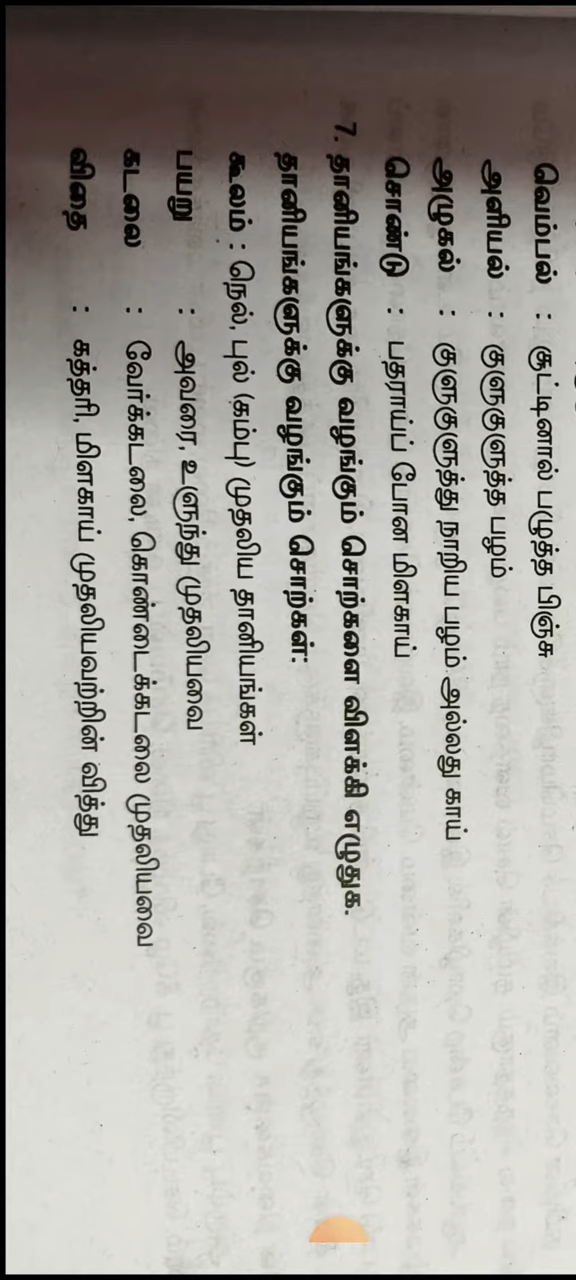 வெம்பல் : சூட்டினால் பழுத்த பிஞ்சு
அளியல் : குளுகுளுத்த பழம்
அழுகல் : குளுகுளுத்து நாறிய பழம் அல்லது காய்
சொண்டு : பதராய்ப் போன மிளகாய்
7. தானியங்களுக்கு வழங்கும் சொற்களை விளக்கி எழுதுக.
தானியங்களுக்கு வழங்கும் சொற்கள்:
கூலம் : நெல், புல் (கம்பு) முதலிய தானியங்கள்
பயறு : அவரை, உளுந்து முதலியவை
கடலை : வேர்க்கடலை, கொண்டைக்கடலை முதலியவை
விதை : கத்தரி, மிளகாய் முதலியவற்றின் வித்து